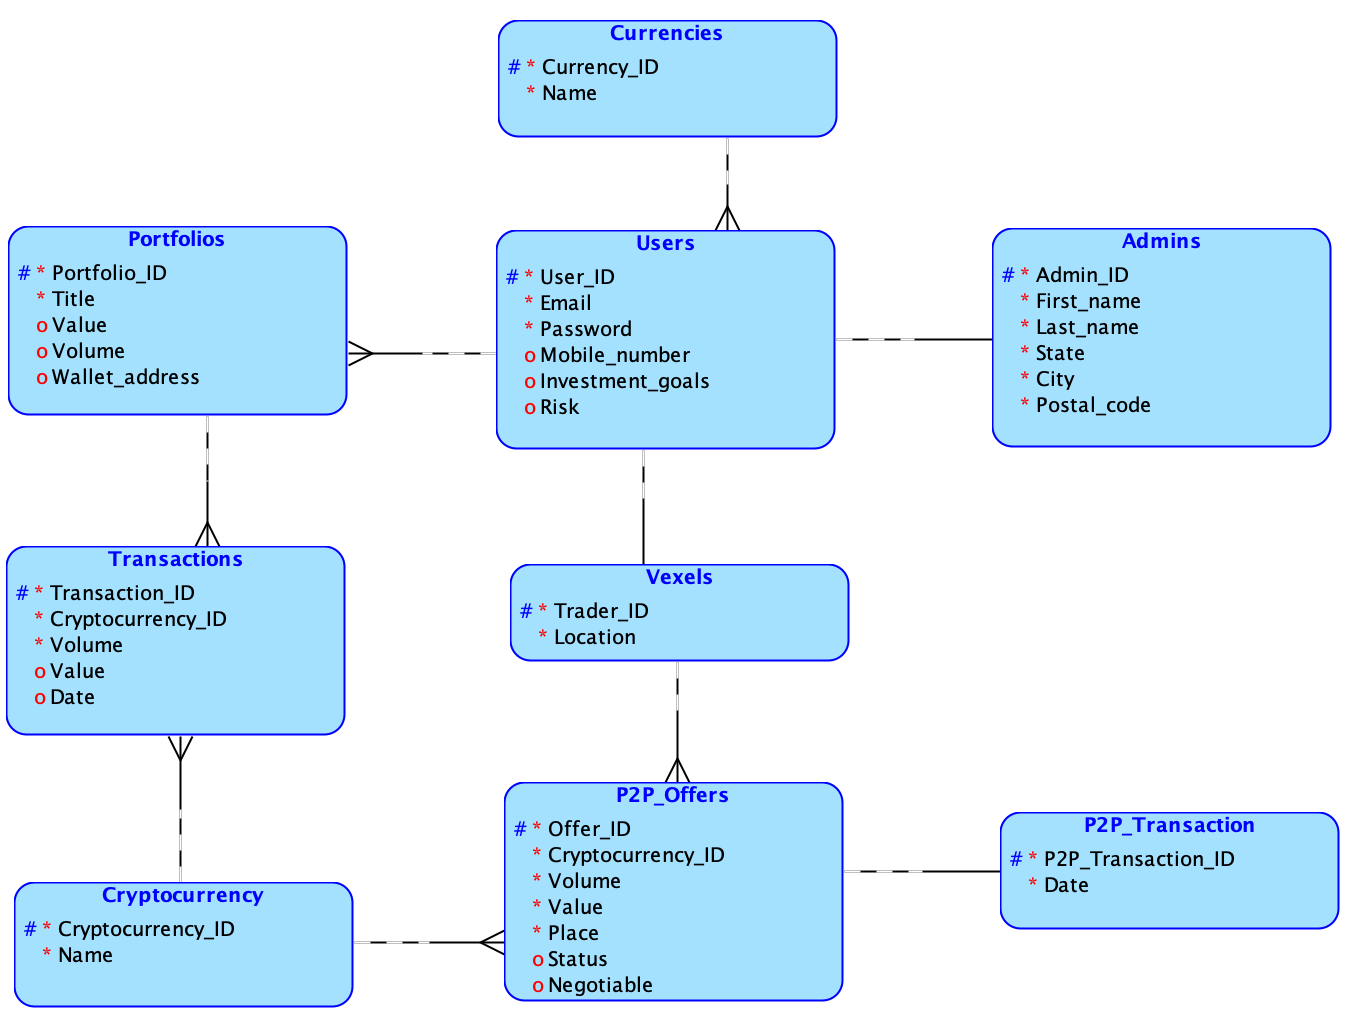 Currencies
# * Currency_ID
* Name
Portfolios
# * Portfolio_ID
* Title
o Value
o Volume
o Wallet_address
Users
# * User_ID
* Email
* Password
o Mobile_number
o Investment_goals
o Risk
Admins
# * Admin_ID
* First_name
* Last_name
* State
* City
* Postal_code
Transactions
# * Transaction_ID
* Cryptocurrency_ID
* Volume
o Value
o Date
Vexels
# * Trader_ID
* Location
Cryptocurrency
# * Cryptocurrency_ID
* Name
P2P_Offers
# * Offer_ID
* Cryptocurrency_ID
* Volume
* Value
* Place
o Status
o Negotiable
P2P_Transaction
# * P2P_Transaction_ID
* Date